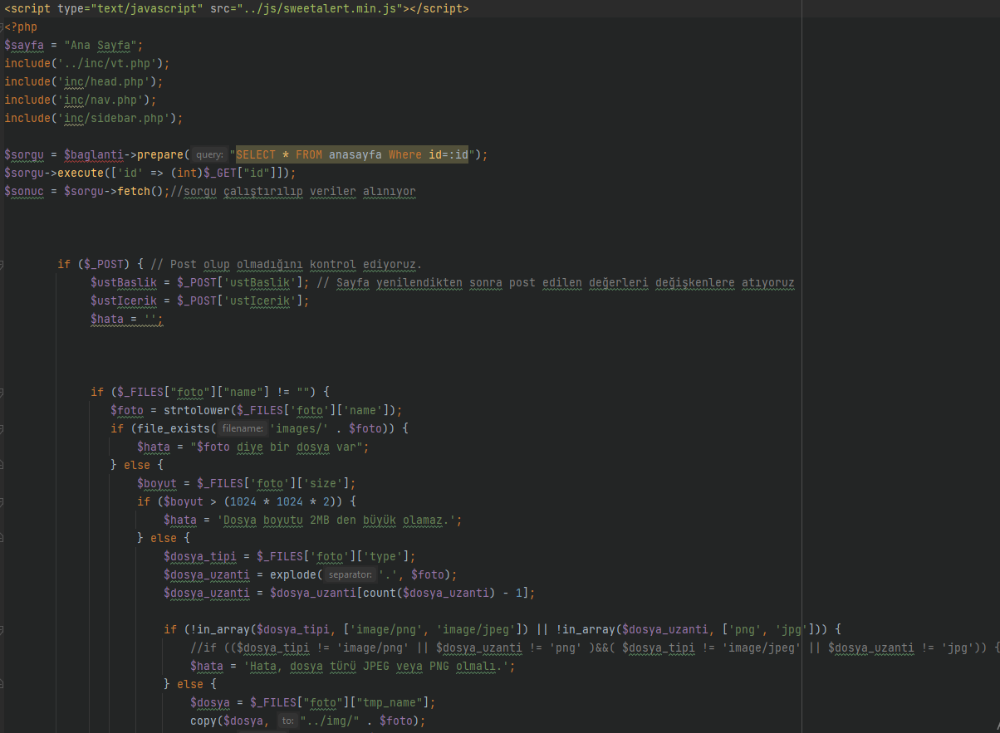 <script type="text/javascript" src="../js/sweetalert.min.js"></script>
<?php
$sayfa = "Ana Sayfa";
include('../inc/vt.php');
include('inc/head.php');
include('inc/nav.php');
include('inc/sidebar.php');
$sorgu = $baglanti->prepare( query: "SELECT * FROM anasayfa Where id=:id");
$sorgu->execute(['id' => (int)$_GET["id"]]);
$sonuc = $sorgu->fetch();//sorgu çalıştırılıp veriler alınıyor
if ($_POST) { // Post olup olmadığını kontrol ediyoruz.
$ustBaslik = $_POST['ustBaslik']; // Sayfa yenilendikten sonra post edilen değerleri değişkenlere atıyoruz
$ustIcerik = $_POST['ustIcerik'];
$hata = '';
if ($_FILES["foto"]["name"] != "") {
$foto = strtolower($_FILES['foto']['name']);
if (file_exists( filename: 'images/' . $foto)) {
$hata = "$foto diye bir dosya var";
} else {
$boyut = $_FILES['foto']['size'];
if ($boyut > (1024 * 1024 * 2)) {
$hata = 'Dosya boyutu 2MB den büyük olamaz.';
} else {
$dosya_tipi = $_FILES['foto']['type'];
$dosya_uzanti = explode( separator: '.', $foto);
$dosya_uzanti = $dosya_uzanti[count($dosya_uzanti) - 1];
if (!in_array($dosya_tipi, ['image/png', 'image/jpeg']) || !in_array($dosya_uzanti, ['png', 'jpg'])) {
//if (($dosya_tipi != 'image/png' || $dosya_uzanti != 'png' )&&( $dosya_tipi != 'image/jpeg' || $dosya_uzanti != 'jpg')) {
$hata = 'Hata, dosya türü JPEG veya PNG olmalı.';
} else {
$dosya = $_FILES["foto"]["tmp_name"];
copy($dosya, to: "../img/" . $foto);